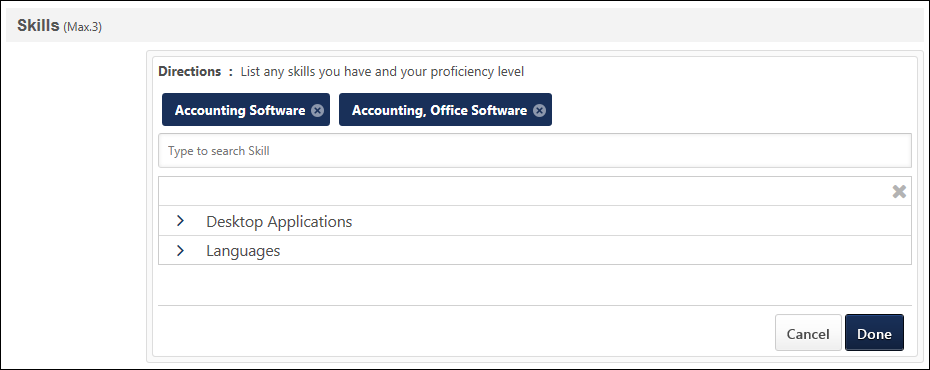 Skills (Max.3)
Directions : List any skills you have and your proficiency level
Accounting Software Accounting, Office Software
Type to search Skill
Desktop Applications
Languages
Cancel Done